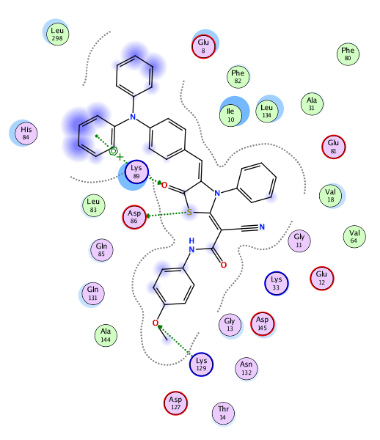 Leu
298
Glu
8
Phe
80
Phe
82
Ile
10
Leu
134
Ala
31
His
84
N
Glu
81
Lys
89
O
N
Val
18
Leu
83
Asp
86
S
Val
64
N
Gly
11
Gln
85
H
N
O
Lys
33
Glu
12
Gln
131
O
Gly
13
Asp
145
Ala
144
Lys
129
Asn
132
Asp
127
Thr
14